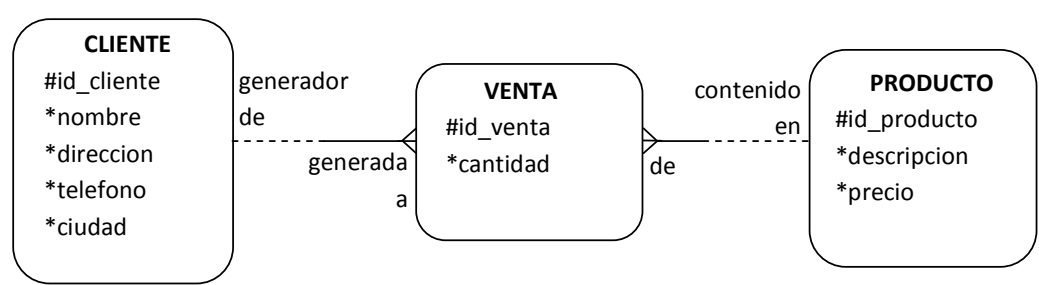 CLIENTE
#id_cliente
*nombre
*direccion
*telefono
*ciudad
generador
de
generada
a
VENTA
#id_venta
*cantidad
contenido
en
de
PRODUCTO
#id_producto
*descripcion
*precio